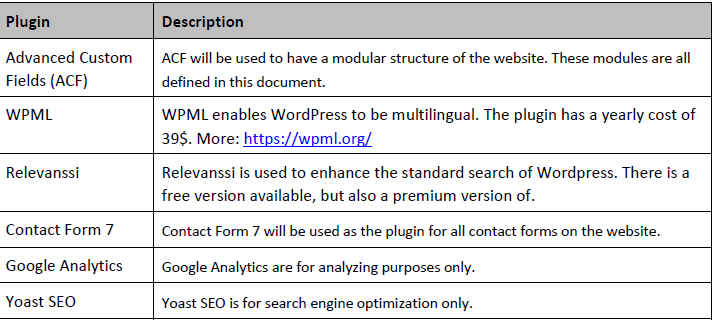 Plugin Description
Advanced Custom Fields (ACF) ACF will be used to have a modular structure of the website. These modules are all
defined in this document.
WPML WPML enables WordPress to be multilingual. The plugin has a yearly cost of
39$. More: https://wpml.org/
Relevanssi Relevanssi is used to enhance the standard search of Wordpress. There is a
free version available, but also a premium version of.
Contact Form 7 Contact Form 7 will be used as the plugin for all contact forms on the website.
Google Analytics Google Analytics are for analyzing purposes only.
Yoast SEO Yoast SEO is for search engine optimization only.